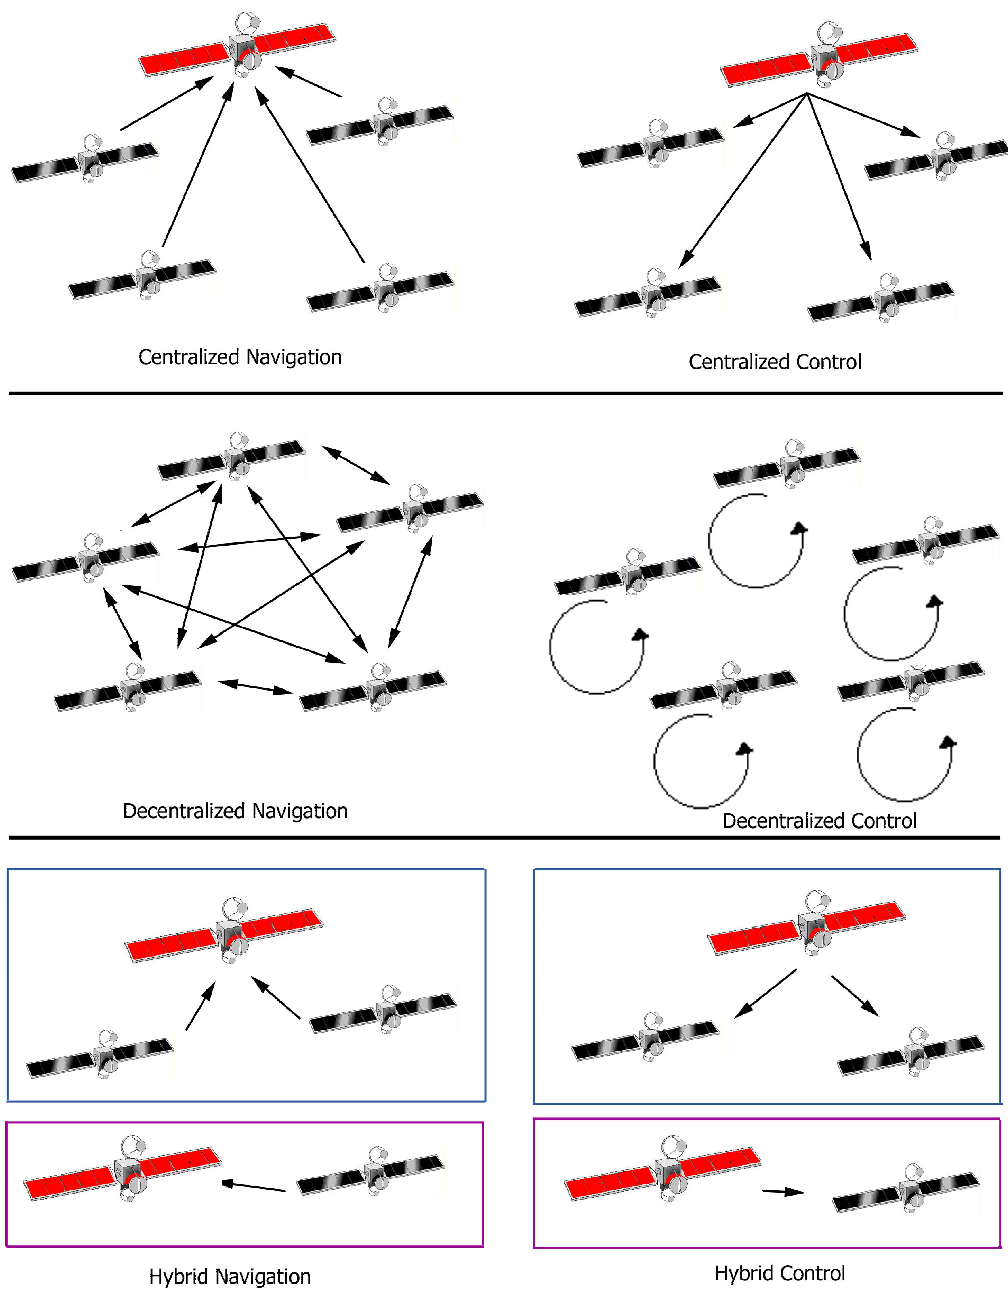 Centralized Navigation
Centralized Control
Decentralized Navigation
Decentralized Control
Hybrid Navigation
Hybrid Control